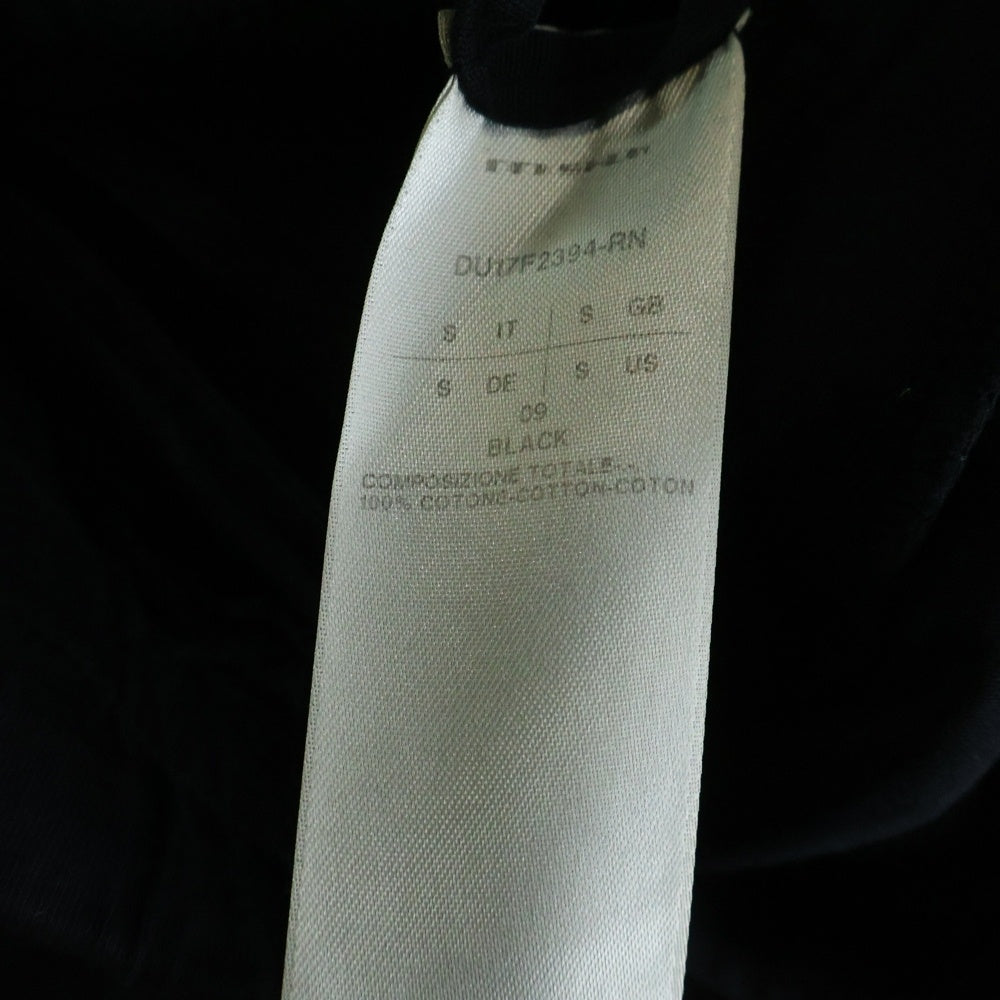 DU17F2394-RN
S IT S GB
S DE S US
09
BLACK
COMPOSIZIONE TOTALE..
100% COTONE-COTTON-COTON